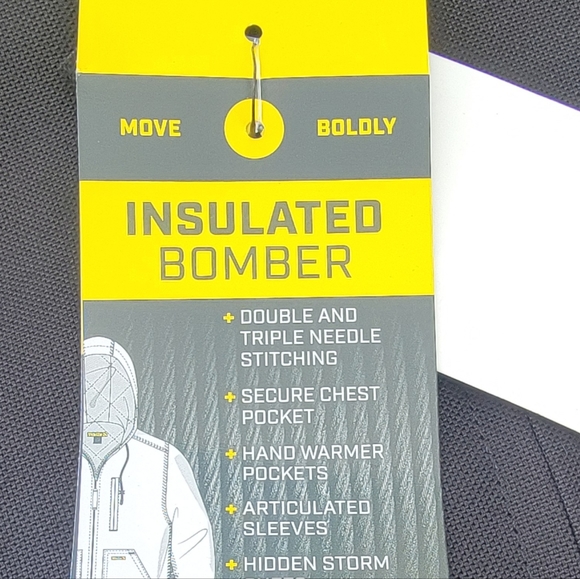 MOVE BOLDLY
INSULATED
BOMBER
+ DOUBLE AND
TRIPLE NEEDLE
STITCHING
+ SECURE CHEST
POCKET
+ HAND WARMER
POCKETS
+ ARTICULATED
SLEEVES
+ HIDDEN STORM